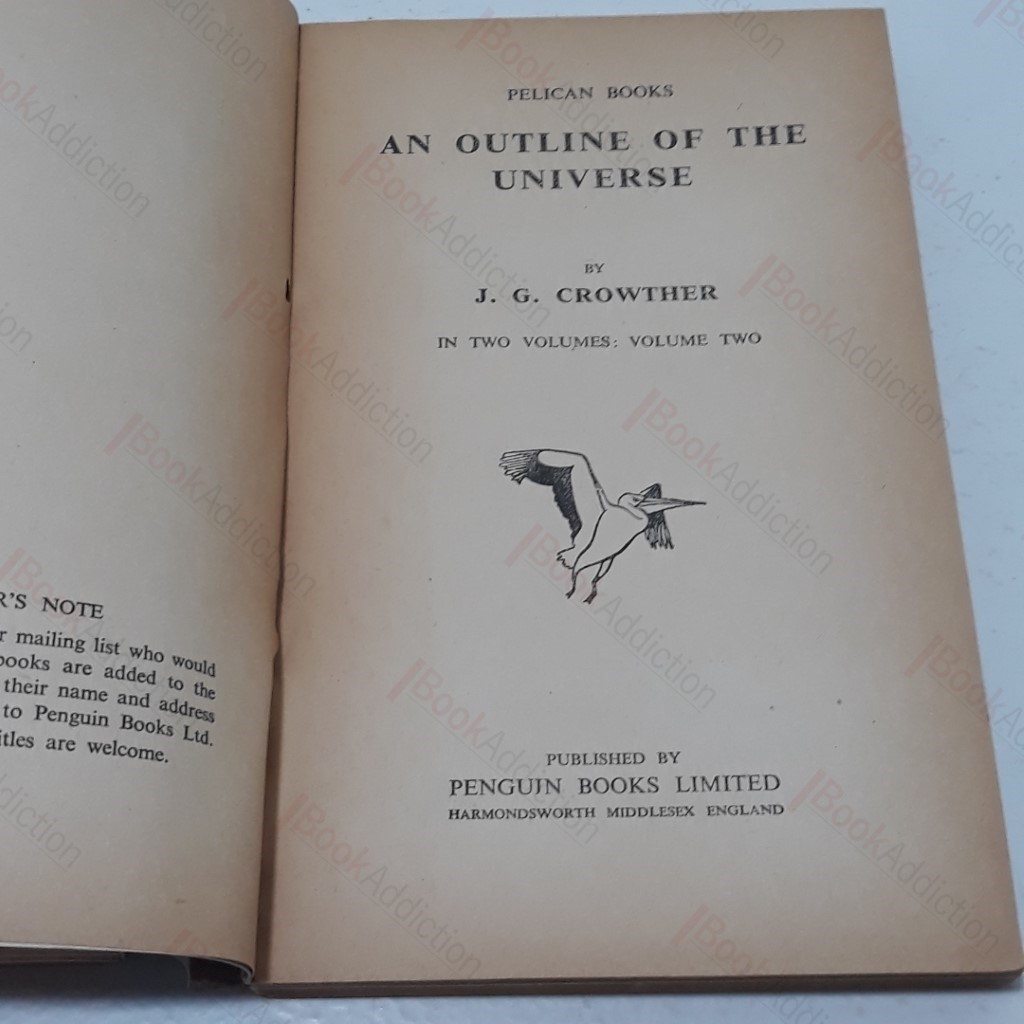 R'S NOTE
r mailing list who would
books are added to the
their name and address
to Penguin Books Ltd.
itles are welcome.
PELICAN BOOKS
AN OUTLINE OF THE
UNIVERSE
BY
J. G. CROWTHER
IN TWO VOLUMES: VOLUME TWO
PUBLISHED BY
PENGUIN BOOKS LIMITED
HARMONDSWORTH MIDDLESEX ENGLAND
BookAddiction